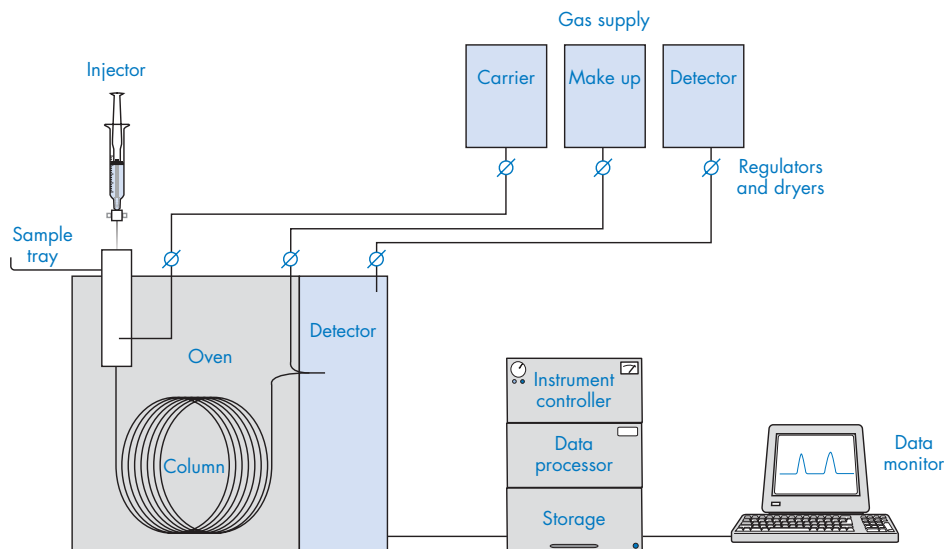 Gas supply
Injector
Carrier
Make up
Detector
Regulators
and dryers
Sample
tray
Detector
Oven
Instrument
controller
Column
Data
processor
Data
monitor
Storage